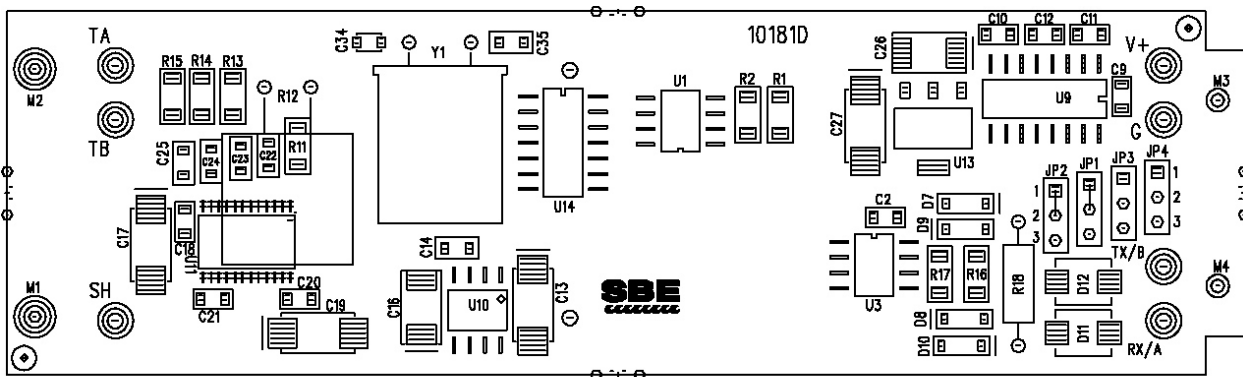 TA
C34
Y1
C35
10181D
C26
C10
C12
C11
V+
R15
R14
R13
M2
R12
U1
R2
R1
C27
U9
C9
M3
TB
C25
C24
C23
C22
R11
G
U13
JP2
JP1
JP3
JP4
1
1
2
2
3
3
U14
C17
C18
U11
C14
C2
D7
D9
TX/B
M1
SH
C21
C20
C19
C16
U10
C13
SBE
U3
R17
R16
R18
D12
M4
D8
D10
D11
RX/A